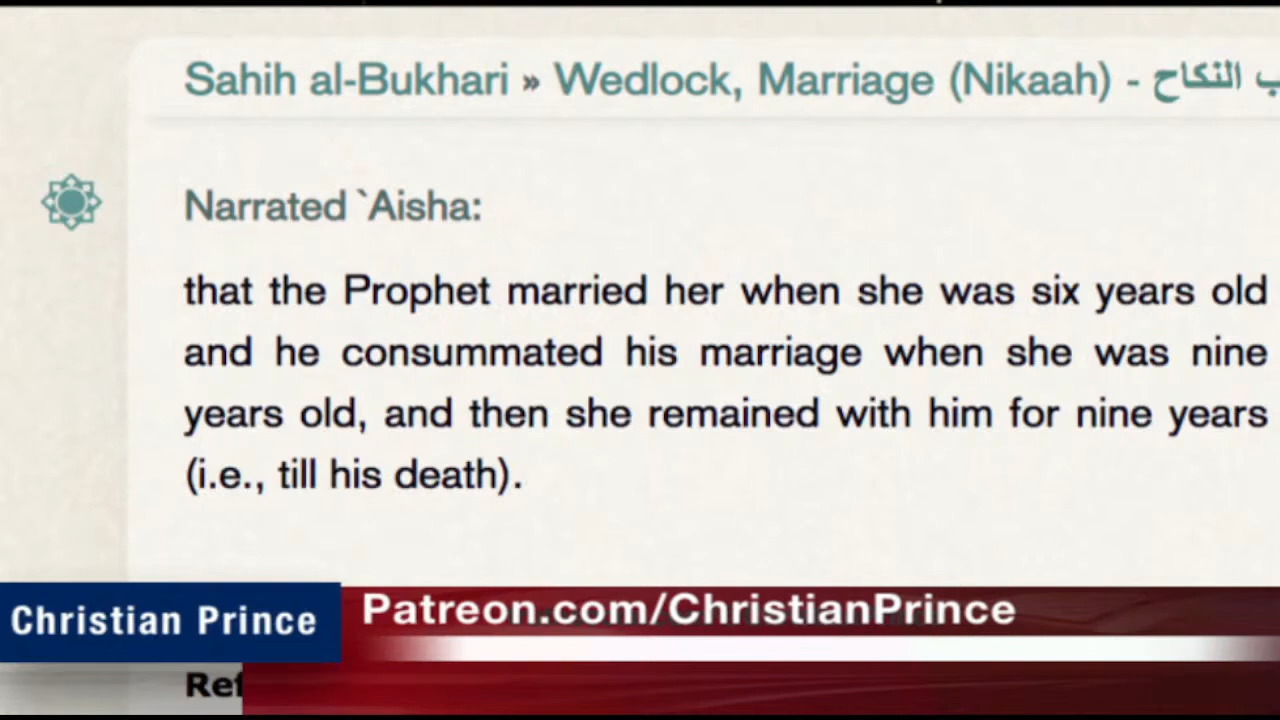 Sahih al-Bukhari » Wedlock, Marriage (Nikaah) - ب النكاح
Narrated `Aisha:
that the Prophet married her when she was six years old
and he consummated his marriage when she was nine
years old, and then she remained with him for nine years
(i.e., till his death).
Christian Prince
Patreon.com/ChristianPrince
Ref